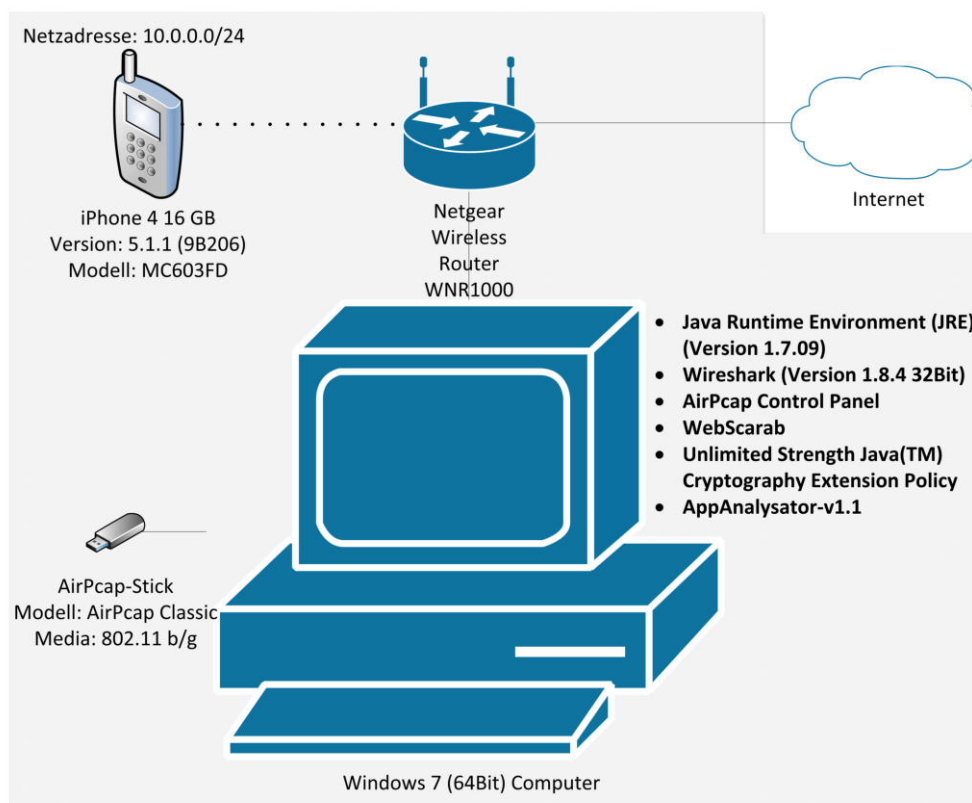 Netzadresse: 10.0.0.0/24
iPhone 4 16 GB
Version: 5.1.1 (9B206)
Modell: MC603FD
Netgear
Wireless
Router
WNR1000
Internet
• Java Runtime Environment (JRE)
(Version 1.7.09)
• Wireshark (Version 1.8.4 32Bit)
• AirPcap Control Panel
• WebScarab
• Unlimited Strength Java(TM)
Cryptography Extension Policy
• AppAnalysator-v1.1
AirPcap-Stick
Modell: AirPcap Classic
Media: 802.11 b/g
Windows 7 (64Bit) Computer